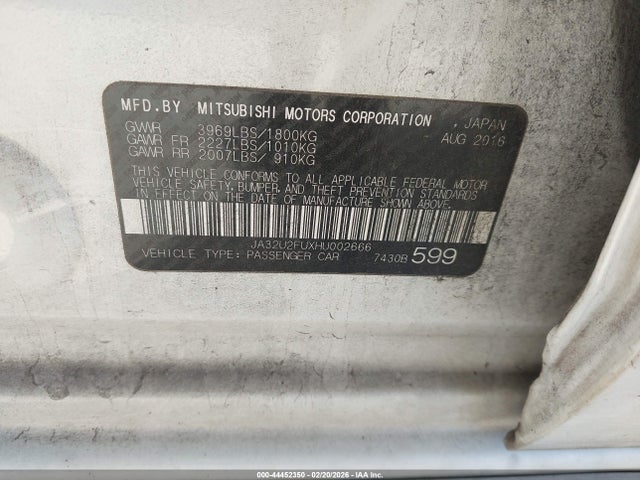 MFD.BY MITSUBISHI MOTORS CORPORATION , JAPAN
GVWR 3969LBS/1800KG AUG 2016
GAWR FR 2227LBS/1010KG
GAWR RR 2007LBS/ 910KG
THIS VEHICLE CONFORMS TO ALL APPLICABLE FEDERAL MOTOR
VEHICLE SAFETY, BUMPER, AND THEFT PREVENTION STANDARDS
IN EFFECT ON THE DATE OF MANUFACTURE SHOWN ABOVE.
JA32U2FUXHU002666
VEHICLE TYPE: PASSENGER CAR 7430B 599
000-44452350 - 02/20/2026 - IAA Inc.